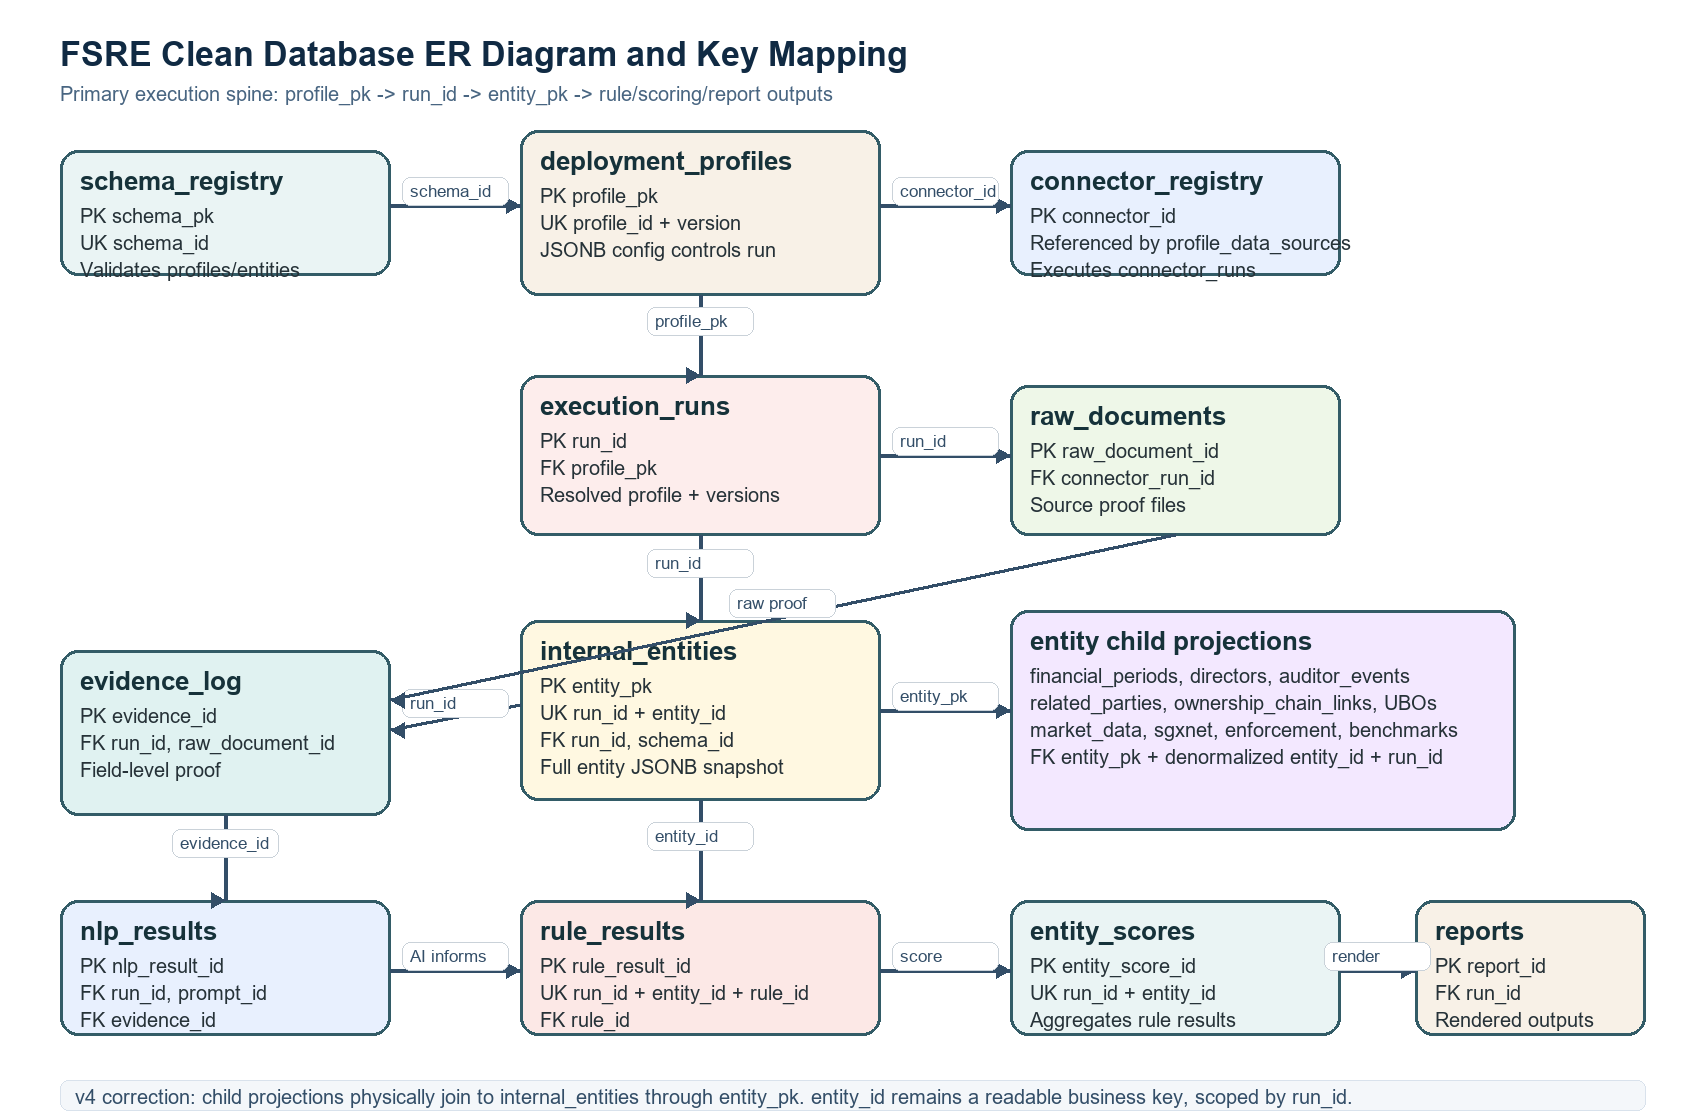 FSRE Clean Database ER Diagram and Key Mapping
Primary execution spine: profile_pk -> run_id -> entity_pk -> rule/scoring/report outputs
schema_registry
PK schema_pk
UK schema_id
Validates profiles/entities
schema_id
deployment_profiles
PK profile_pk
UK profile_id + version
JSONB config controls run
connector_id
connector_registry
PK connector_id
Referenced by profile_data_sources
Executes connector_runs
profile_pk
execution_runs
PK run_id
FK profile_pk
Resolved profile + versions
run_id
raw_documents
PK raw_document_id
FK connector_run_id
Source proof files
run_id
raw proof
evidence_log
PK evidence_id
FK run_id, raw_document_id
Field-level proof
run_id
internal_entities
PK entity_pk
UK run_id + entity_id
FK run_id, schema_id
Full entity JSONB snapshot
entity_pk
entity child projections
financial_periods, directors, auditor_events
related_parties, ownership_chain_links, UBOs
market_data, sgxnet, enforcement, benchmarks
FK entity_pk + denormalized entity_id + run_id
evidence_id
entity_id
nlp_results
PK nlp_result_id
FK run_id, prompt_id
FK evidence_id
AI informs
rule_results
PK rule_result_id
UK run_id + entity_id + rule_id
FK rule_id
score
entity_scores
PK entity_score_id
UK run_id + entity_id
Aggregates rule results
render
reports
PK report_id
FK run_id
Rendered outputs
v4 correction: child projections physically join to internal_entities through entity_pk. entity_id remains a readable business key, scoped by run_id.